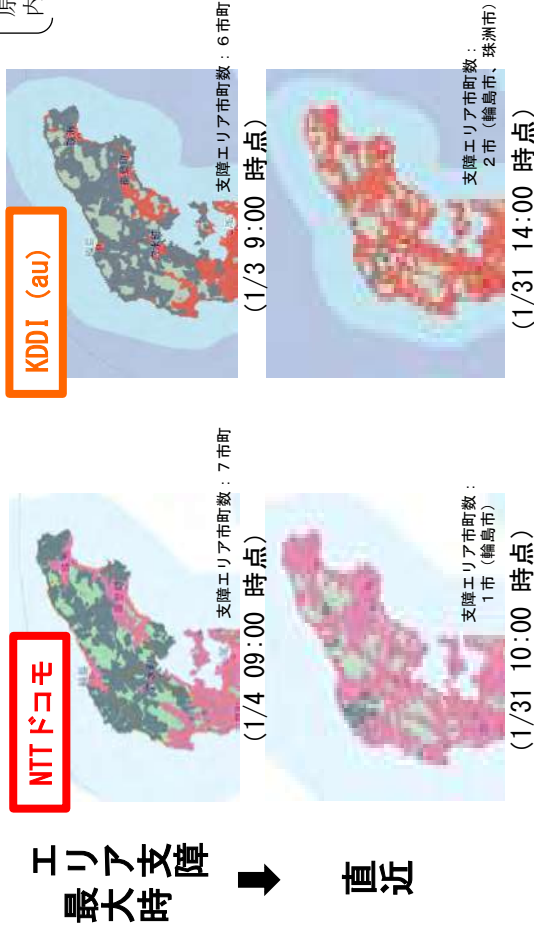 エリア支障
最大時
直近
NTTドコモ
支障エリア市町数：７市町
(1/4 09:00 時点)
支障エリア市町数：
１市（輪島市）
(1/31 10:00 時点)
KDDI (au)
支障エリア市町数：６市町
(1/3 9:00 時点)
支障エリア市町数：
２市（輪島市、珠洲市）
(1/31 14:00 時点)